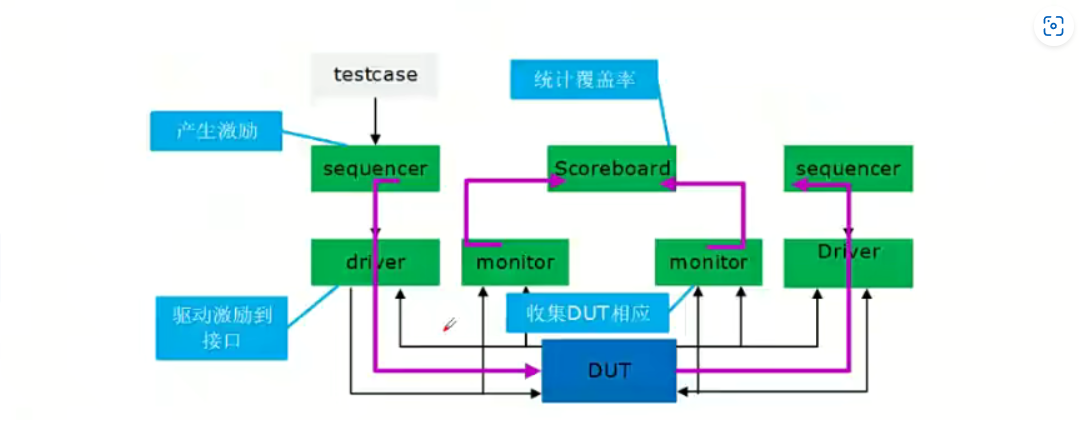 testcase
统计覆盖率
产生激励
sequencer
Scoreboard
sequencer
driver
monitor
monitor
Driver
驱动激励到
接口
收集DUT相应
DUT